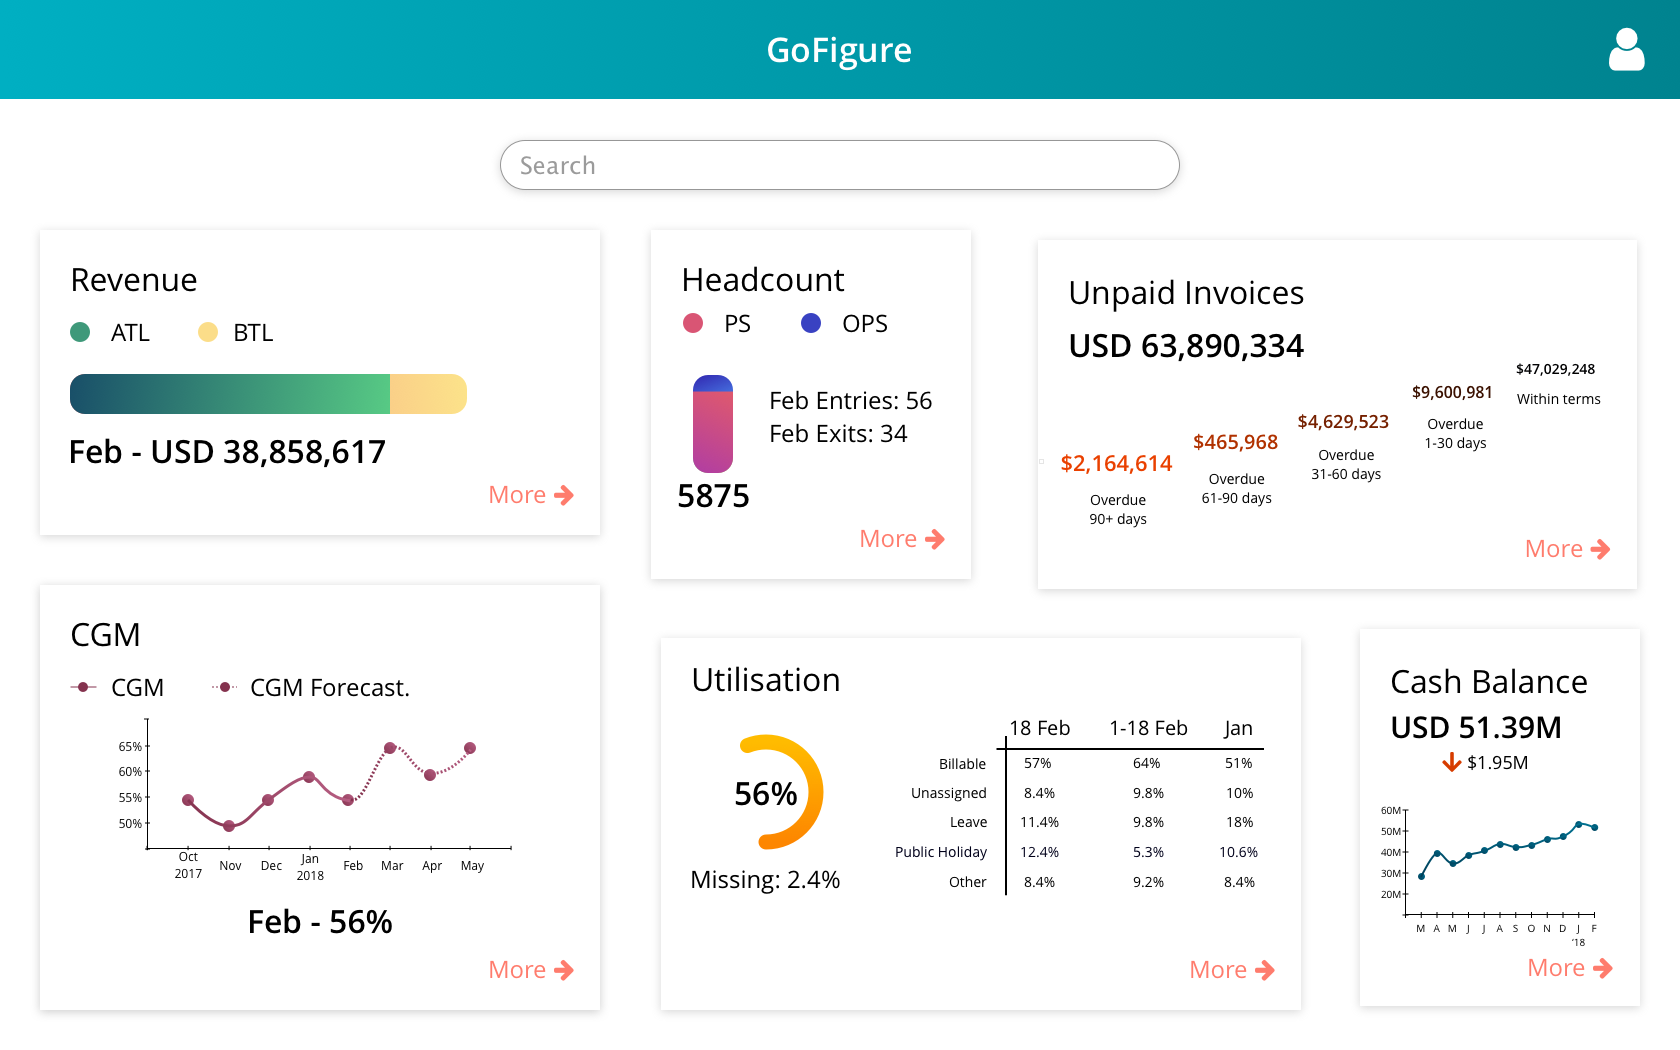 GoFigure
Search
Revenue
ATL BTL
Feb - USD 38,858,617
More
Headcount
PS OPS
Feb Entries: 56
Feb Exits: 34
5875
More
Unpaid Invoices
USD 63,890,334
$2,164,614
Overdue
90+ days
$465,968
Overdue
61-90 days
$4,629,523
Overdue
31-60 days
$9,600,981
Overdue
1-30 days
$47,029,248
Within terms
More
CGM
CGM CGM Forecast.
65%
60%
55%
50%
Oct Nov Dec Jan Feb Mar Apr May
2017 2018
Feb - 56%
More
Utilisation
56%
Missing: 2.4%
18 Feb 1-18 Feb Jan
Billable 57% 64% 51%
Unassigned 8.4% 9.8% 10%
Leave 11.4% 9.8% 18%
Public Holiday 12.4% 5.3% 10.6%
Other 8.4% 9.2% 8.4%
More
Cash Balance
USD 51.39M
$1.95M
60M
50M
40M
30M
20M
M A M J J A S O N D J F
'18
More